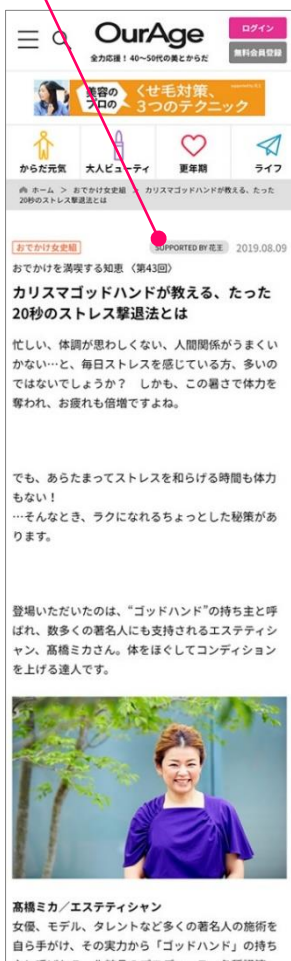 OurAge
全力応援！40〜50代の美とからだ
ログイン
無料会員登録
美容の
プロの
くせ毛対策、
3つのテクニック
からだ元気
大人ビューティ
更年期
ライフ
ホーム ＞ おでかけ女史組 ＞ カリスマゴッドハンドが教える、たった
20秒のストレス撃退法とは
おでかけ女史組
SUPPORTED BY 花王
2019.08.09
おでかけを満喫する知恵〈第43回〉
カリスマゴッドハンドが教える、たった
20秒のストレス撃退法とは
忙しい、体調が思わしくない、人間関係がうまくい
かない…と、毎日ストレスを感じている方、多いの
ではないでしょうか？ しかも、この暑さで体力を
奪われ、お疲れも倍増ですよね。
でも、あらたまってストレスを和らげる時間も体力
もない！
…そんなとき、ラクになれるちょっとした秘策があ
ります。
登場いただいたのは、“ゴッドハンド”の持ち主と呼
ばれ、数多くの著名人にも支持されるエステティシ
ャン、髙橋ミカさん。体をほぐしてコンディション
を上げる達人です。
髙橋ミカ／エステティシャン
女優、モデル、タレントなど多くの著名人の施術を
自ら手がけ、その実力から「ゴッドハンド」の持ち